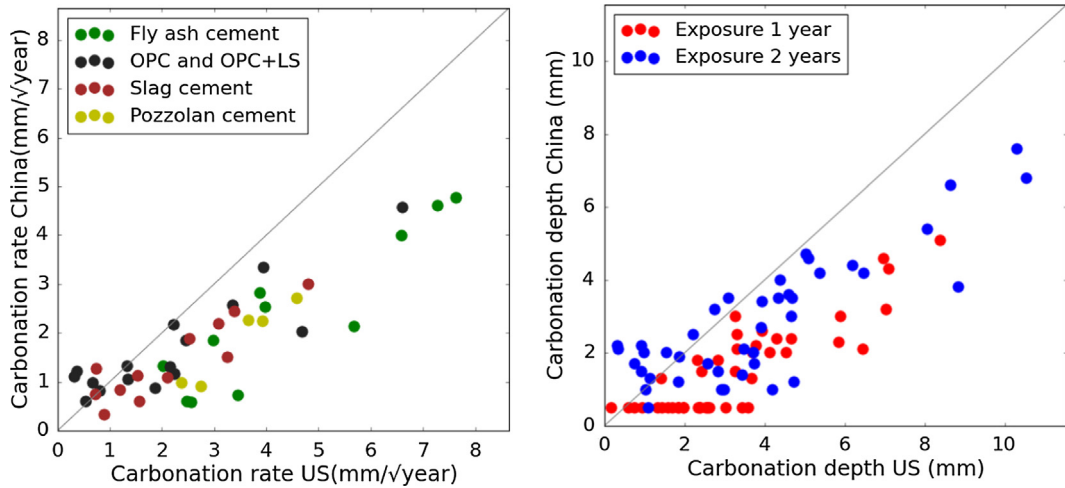 Fly ash cement
OPC and OPC+LS
Slag cement
Pozzolan cement
Carbonation rate China(mm/√year)
8
7
6
5
4
3
2
1
0
0 1 2 3 4 5 6 7 8
Carbonation rate US(mm/√year)
Exposure 1 year
Exposure 2 years
Carbonation depth China (mm)
10
8
6
4
2
0
0 2 4 6 8 10
Carbonation depth US (mm)